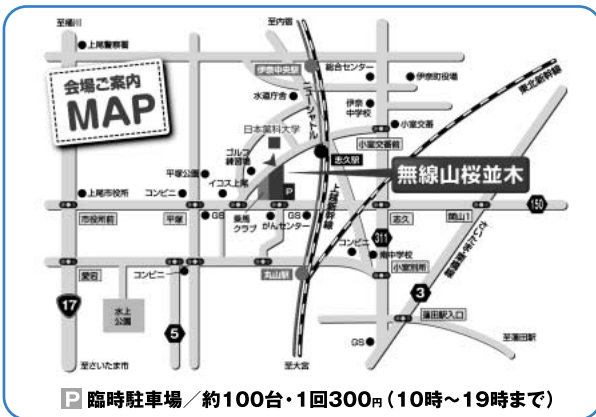 至桶川
至内宿
上尾警察署
会場ご案内
MAP
伊奈中央駅
総合センター
伊奈町役場
水道庁舎
ニューシャトル
伊奈
中学校
東北新幹線
日本薬科大学
小室交番
小室交番前
ゴルフ
練習場
志久駅
平塚公園
無線山桜並木
上尾市役所
コンビニ
イコス上尾
P
上越新幹線
150
市役所前
平塚
GS
乗馬
クラブ
がんセンター
GS
志久
関山1
311
コンビニ
南中学校
愛宕
コンビニ
丸山駅
小室別所
17
水上
公園
5
3
蓮田駅入口
GS
至蓮田駅
至さいたま市
至大宮
P 臨時駐車場／約100台・1回300円（10時〜19時まで）